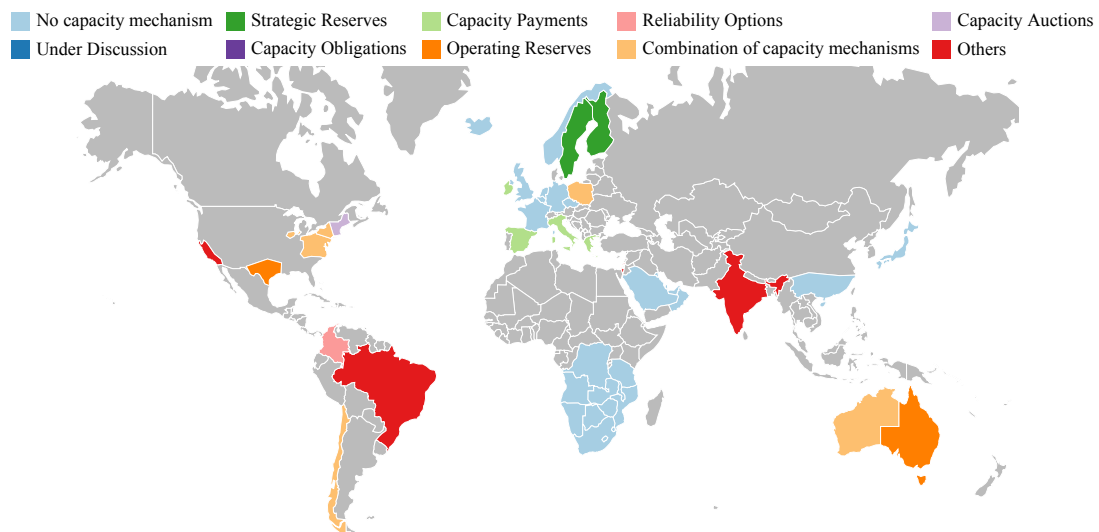 No capacity mechanism Strategic Reserves Capacity Payments Reliability Options Capacity Auctions
Under Discussion Capacity Obligations Operating Reserves Combination of capacity mechanisms Others